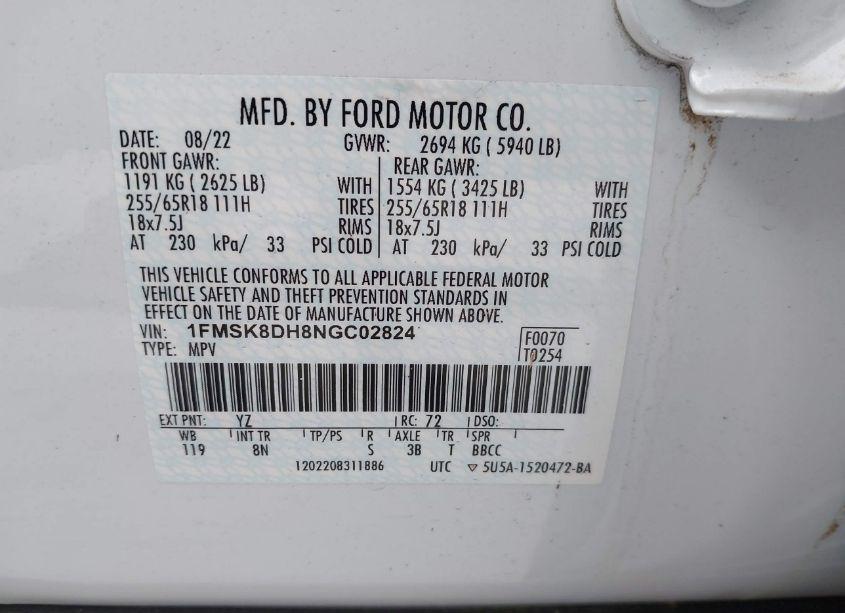 MFD. BY FORD MOTOR CO.
DATE: 08/22 GVWR: 2694 KG ( 5940 LB)
FRONT GAWR: REAR GAWR:
1191 KG ( 2625 LB) WITH 1554 KG ( 3425 LB) WITH
255/65R18 111H TIRES 255/65R18 111H TIRES
18x7.5J RIMS 18x7.5J RIMS
AT 230 kPa/ 33 PSI COLD AT 230 kPa/ 33 PSI COLD
THIS VEHICLE CONFORMS TO ALL APPLICABLE FEDERAL MOTOR
VEHICLE SAFETY AND THEFT PREVENTION STANDARDS IN
EFFECT ON THE DATE OF MANUFACTURE SHOWN ABOVE.
VIN: 1FMSK8DH8NGC02824 F0070
TYPE: MPV T0254
EXT PNT: YZ RC: 72 DSO:
WB INT TR TP/PS R AXLE TR SPR
119 8N S 3B T BBCC
1202208311886 UTC ▽ 5U5A-1520472-BA